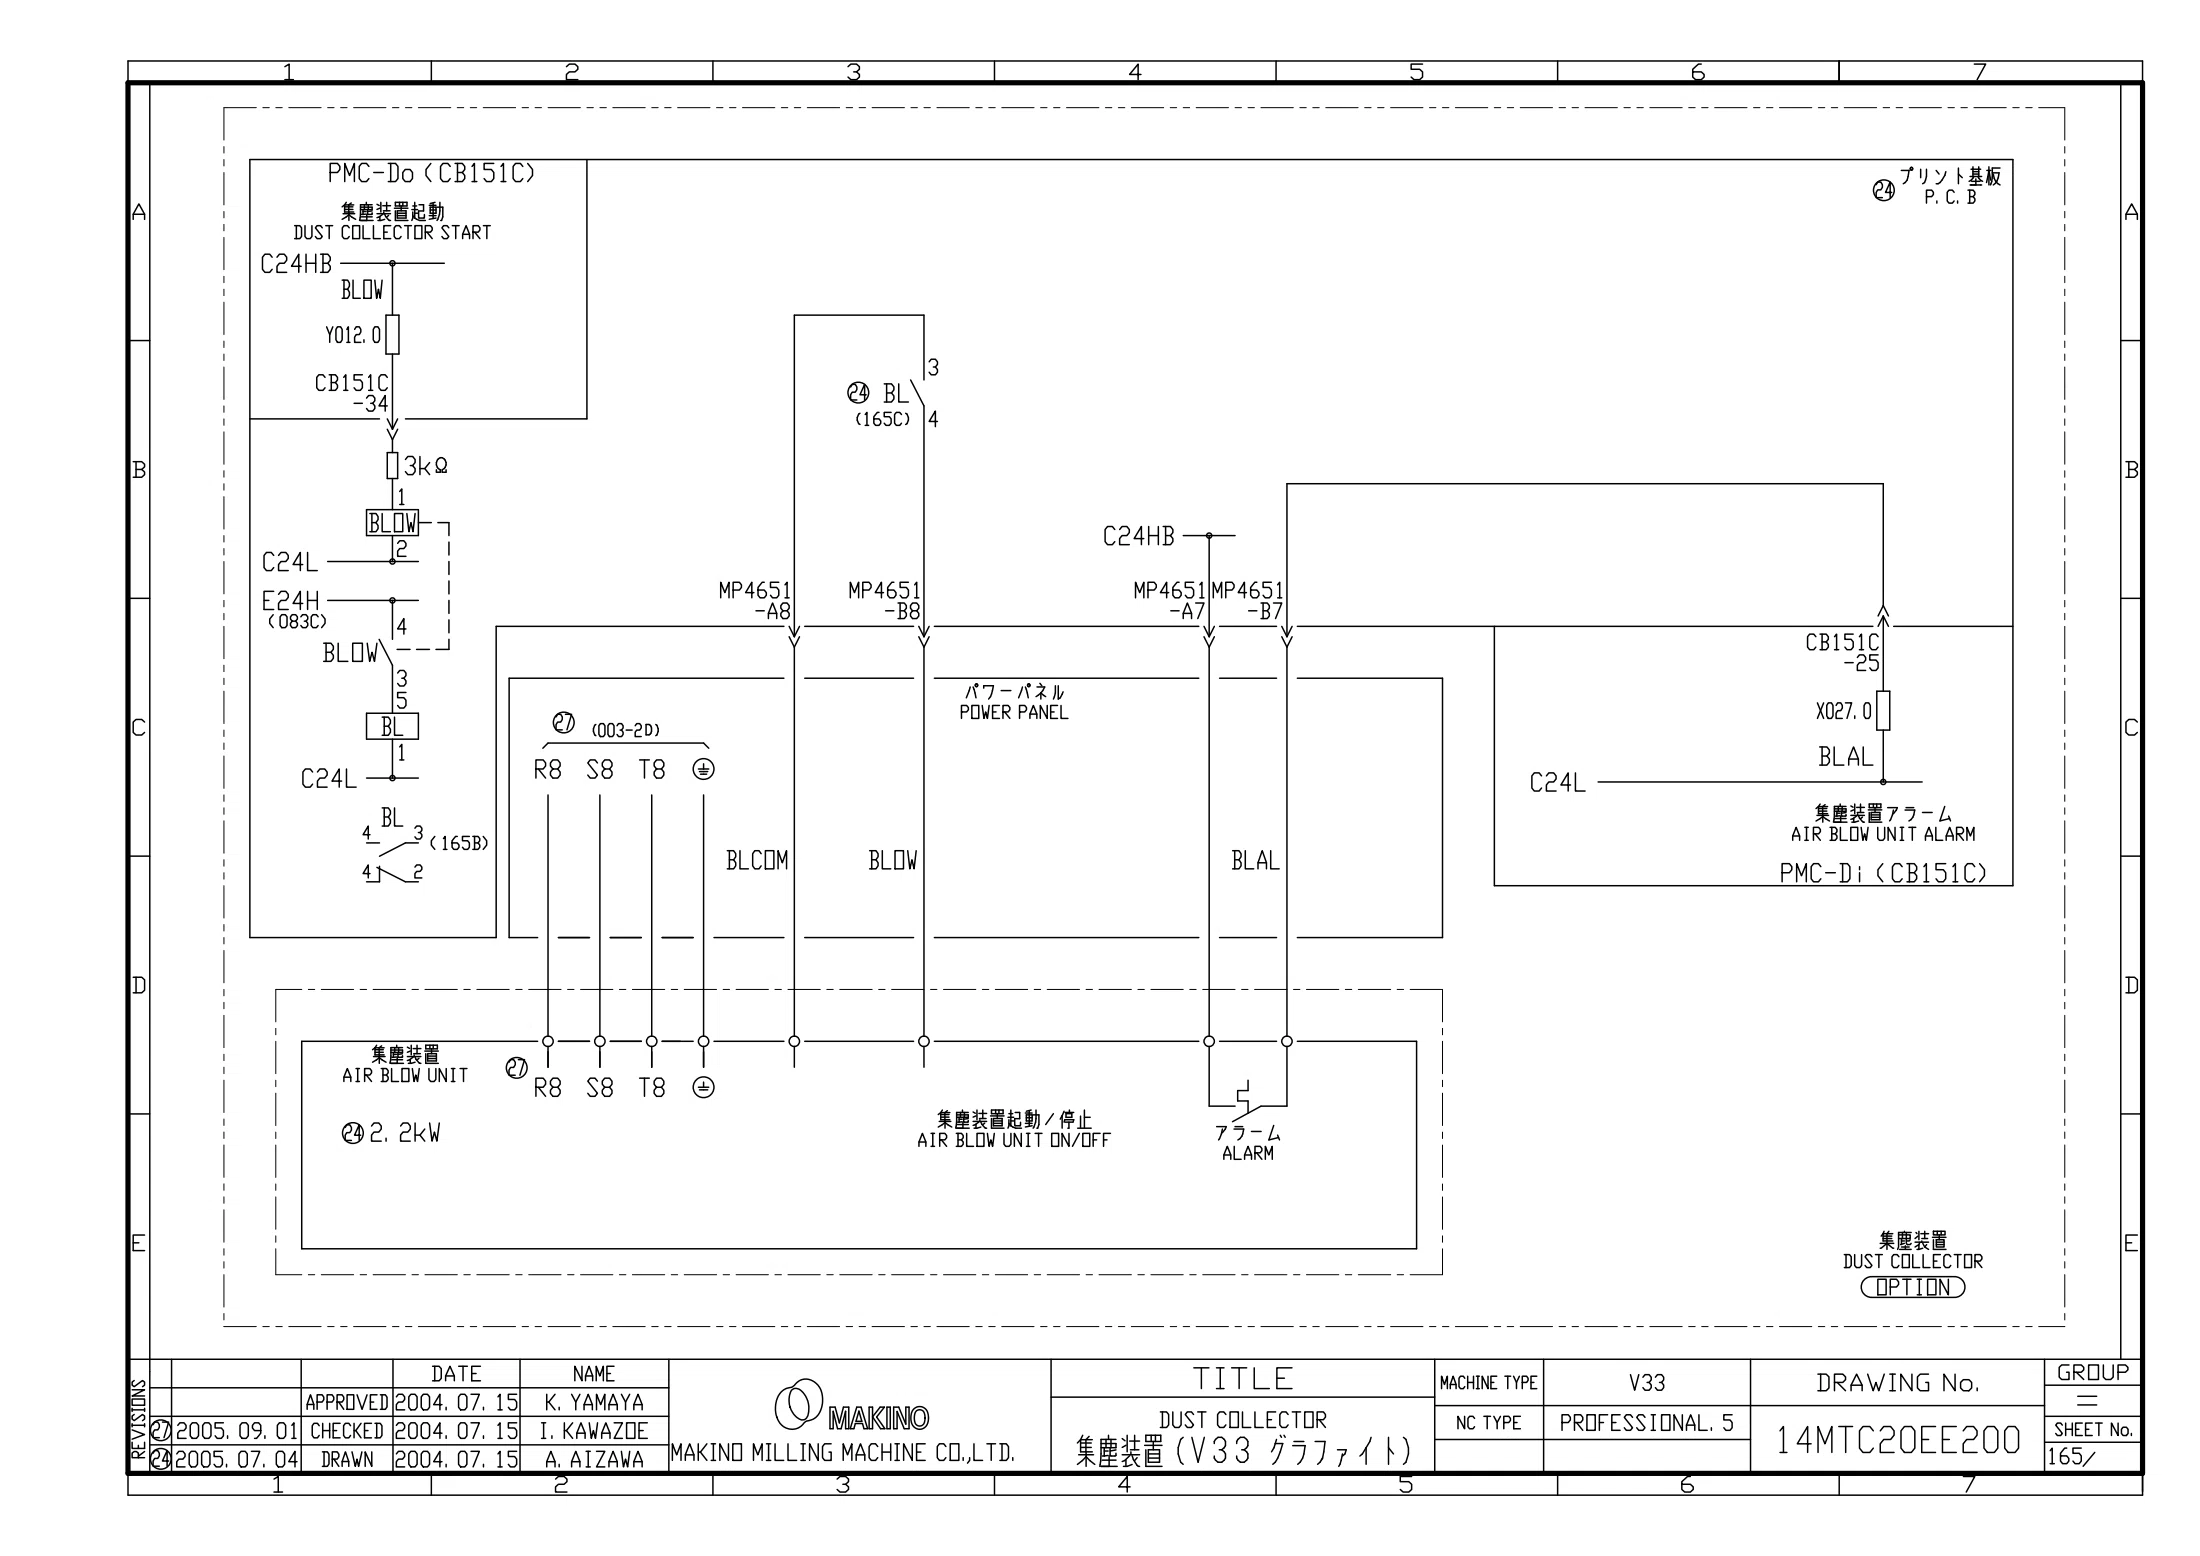 1 2 3 4 5 6 7
A
B
C
D
E
A
B
C
D
E
PMC-Do (CB151C)
集塵装置起動
DUST COLLECTOR START
C24HB
BLOW
Y012.0
CB151C
-34
3kΩ
1
BLOW
2
C24L
E24H
(083C)
4
BLOW
3
5
BL
1
C24L
BL
4 3 (165B)
4 2
24 プリント基板
P.C.B
3
24 BL
(165C) 4
C24HB
MP4651
-A8
MP4651
-B8
MP4651
-A7
MP4651
-B7
CB151C
-25
X027.0
BLAL
C24L
集塵装置アラーム
AIR BLOW UNIT ALARM
PMC-Di (CB151C)
パワーパネル
POWER PANEL
27 (003-2D)
R8 S8 T8
BLCOM BLOW BLAL
集塵装置
AIR BLOW UNIT
27 R8 S8 T8
24 2.2kW
集塵装置起動/停止
AIR BLOW UNIT ON/OFF
アラーム
ALARM
集塵装置
DUST COLLECTOR
OPTION
REVISIONS
DATE NAME
APPROVED 2004.07.15 K. YAMAYA
27 2005.09.01 CHECKED 2004.07.15 I. KAWAZOE
24 2005.07.04 DRAWN 2004.07.15 A. AIZAWA
MAKINO
MAKINO MILLING MACHINE CO.,LTD.
TITLE
DUST COLLECTOR
集塵装置(V33 グラファイト)
MACHINE TYPE V33
NC TYPE PROFESSIONAL.5
DRAWING No.
14MTC20EE200
GROUP
=
SHEET No.
165/
1 2 3 4 5 6 7